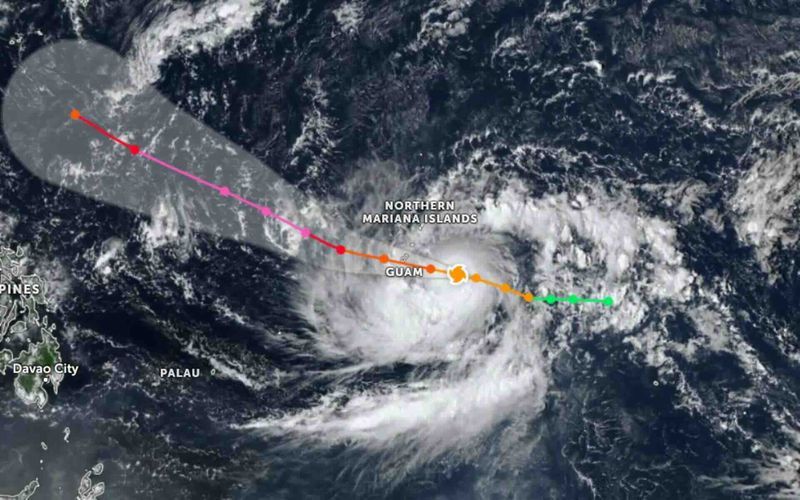 NORTHERN
MARIANA ISLANDS
GUAM
PINES
PALAU
Davao City